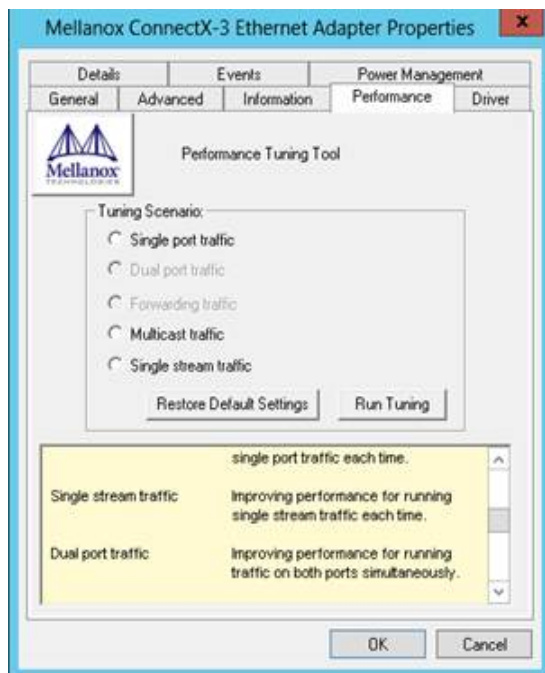 Mellanox ConnectX-3 Ethernet Adapter Properties
x
Details Events Power Management
General Advanced Information Performance Driver
Mellanox
TECHNOLOGIES
Performance Tuning Tool
Tuning Scenario:
Single port traffic
Dual port traffic
Forwarding traffic
Multicast traffic
Single stream traffic
Restore Default Settings Run Tuning
single port traffic each time.
Single stream traffic Improving performance for running
single stream traffic each time.
Dual port traffic Improving performance for running
traffic on both ports simultaneously.
OK Cancel